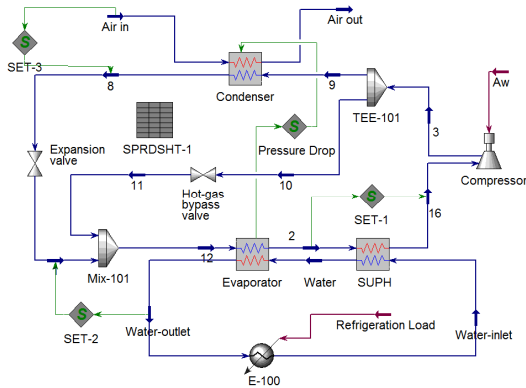 Air in
Air out
S
SET-3
8
Condenser
9
TEE-101
Aw
3
Compressor
SPRDSHT-1
S
Pressure Drop
Expansion
valve
11
Hot-gas
bypass
valve
10
S
SET-1
16
Mix-101
12
Evaporator
2
Water
SUPH
S
SET-2
Water-outlet
Refrigeration Load
Water-inlet
E-100